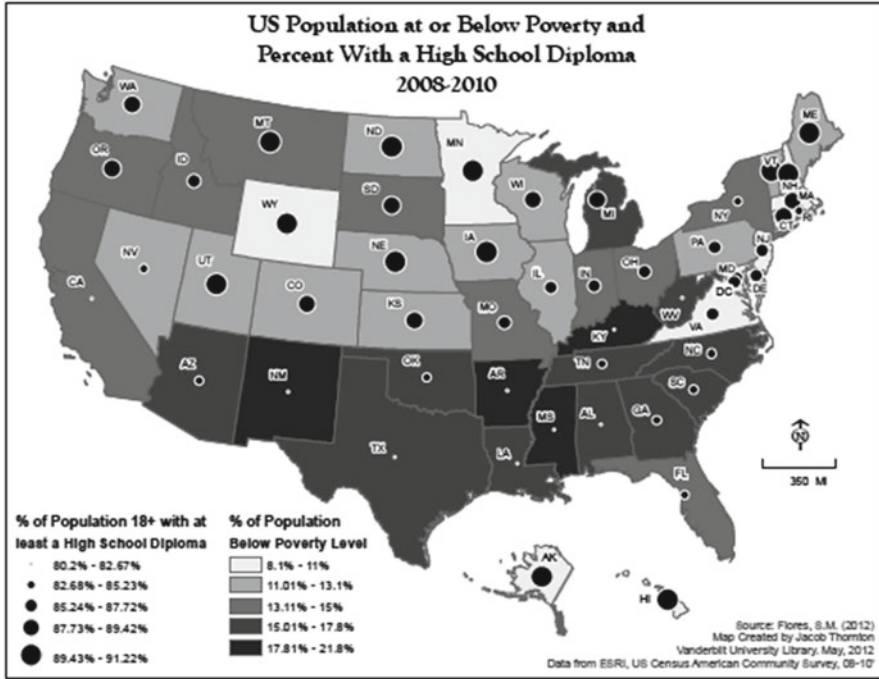 US Population at or Below Poverty and
Percent With a High School Diploma
2008-2010
WA
MT
ND
MN
ME
OR
ID
SD
WI
VT
NH
WY
MI
NY
MA
CT
RI
NV
UT
NE
IA
PA
NJ
CA
CO
IL
IN
OH
MD
DC
DE
KS
MO
WV
VA
KY
AZ
NM
OK
AR
TN
NC
SC
MS
AL
GA
TX
LA
FL
N
350 MI
AK
HI
% of Population 18+ with at
least a High School Diploma
80.2% - 82.67%
82.68% - 85.23%
85.24% - 87.72%
87.73% - 89.42%
89.43% - 91.22%
% of Population
Below Poverty Level
8.1% - 11%
11.01% - 13.1%
13.11% - 15%
15.01% - 17.8%
17.81% - 21.8%
Source: Flores, S.M. (2012)
Map Created by Jacob Thornton
Vanderbilt University Library. May, 2012
Data from ESRI, US Census American Community Survey, 08-10'